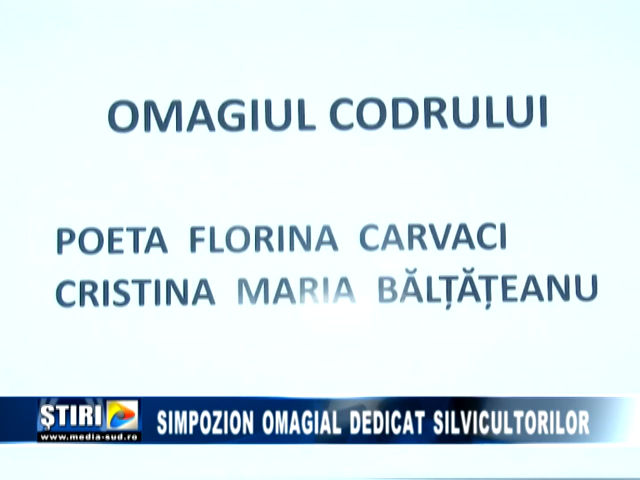 OMAGIUL CODRULUI
POETA FLORINA CARVACI
CRISTINA MARIA BĂLȚĂȚEANU
ȘTIRI
www.media-sud.ro
SIMPOZION OMAGIAL DEDICAT SILVICULTORILOR